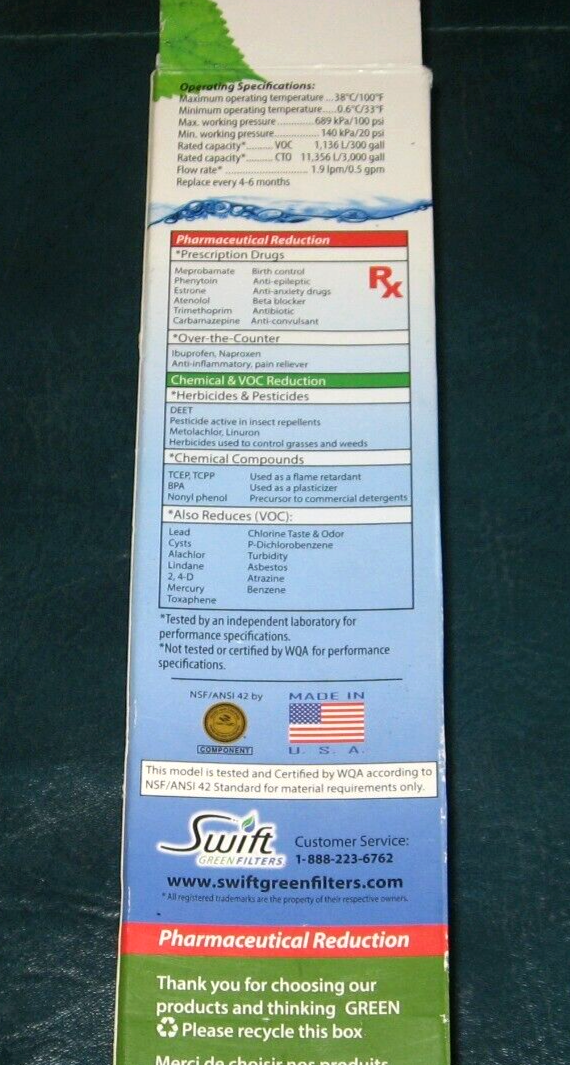 Operating Specifications:
Maximum operating temperature ... 38°C/100°F
Minimum operating temperature.....0.6°C/33°F
Max. working pressure ............. 689 kPa/100 psi
Min. working pressure............... 140 kPa/20 psi
Rated capacity*.......... VOC 1,136 L/300 gall
Rated capacity*.......... CTO 11,356 L/3,000 gall
Flow rate* ............................ 1.9 lpm/0.5 gpm
Replace every 4-6 months
Pharmaceutical Reduction
*Prescription Drugs
Rx
Meprobamate Birth control
Phenytoin Anti-epileptic
Estrone Anti-anxiety drugs
Atenolol Beta blocker
Trimethoprim Antibiotic
Carbamazepine Anti-convulsant
*Over-the-Counter
Ibuprofen, Naproxen
Anti-inflammatory, pain reliever
Chemical & VOC Reduction
*Herbicides & Pesticides
DEET
Pesticide active in insect repellents
Metolachlor, Linuron
Herbicides used to control grasses and weeds
*Chemical Compounds
TCEP, TCPP Used as a flame retardant
BPA Used as a plasticizer
Nonyl phenol Precursor to commercial detergents
*Also Reduces (VOC):
Lead Chlorine Taste & Odor
Cysts P-Dichlorobenzene
Alachlor Turbidity
Lindane Asbestos
2, 4-D Atrazine
Mercury Benzene
Toxaphene
*Tested by an independent laboratory for
performance specifications.
*Not tested or certified by WQA for performance
specifications.
NSF/ANSI 42 by MADE IN
COMPONENT U. S. A.
This model is tested and Certified by WQA according to
NSF/ANSI 42 Standard for material requirements only.
Swift
GREEN FILTERS
Customer Service:
1-888-223-6762
www.swiftgreenfilters.com
* All registered trademarks are the property of their respective owners.
Pharmaceutical Reduction
Thank you for choosing our
products and thinking GREEN
Please recycle this box
Merci de choisir nos produits